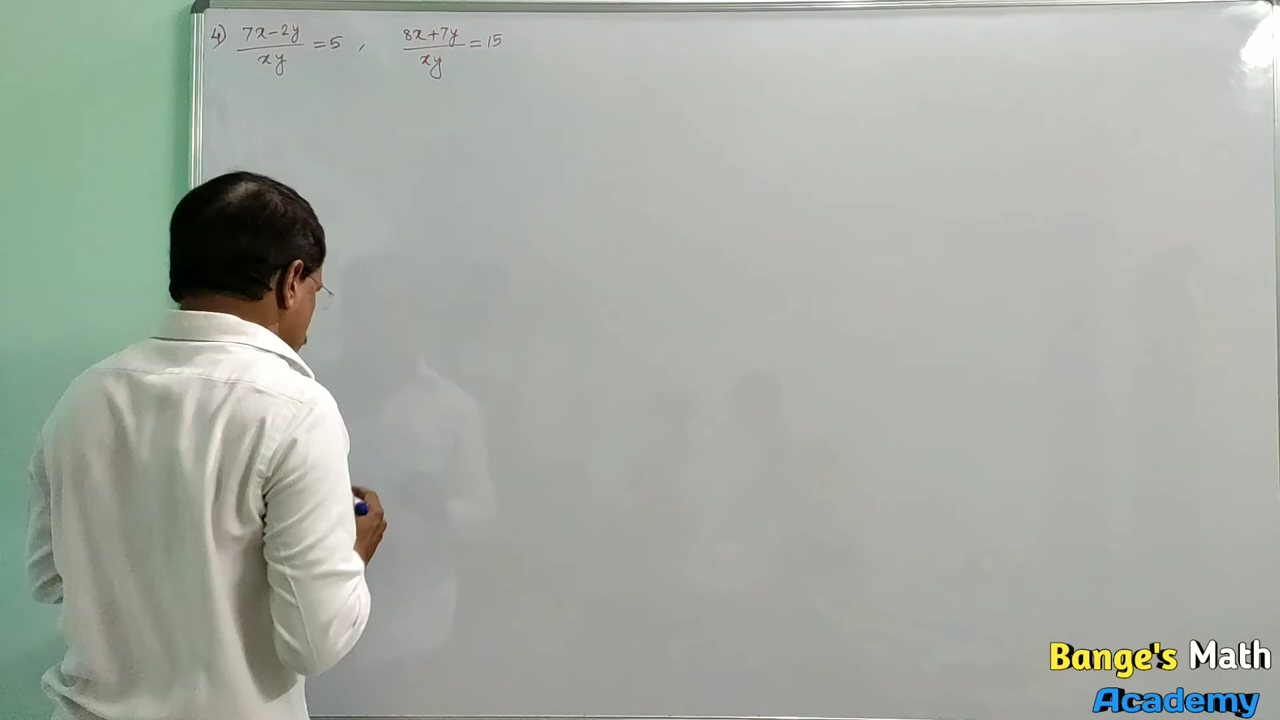 4) (7x-2y)/(xy) = 5 , (8x+7y)/(xy) = 15
Bange's Math
Academy